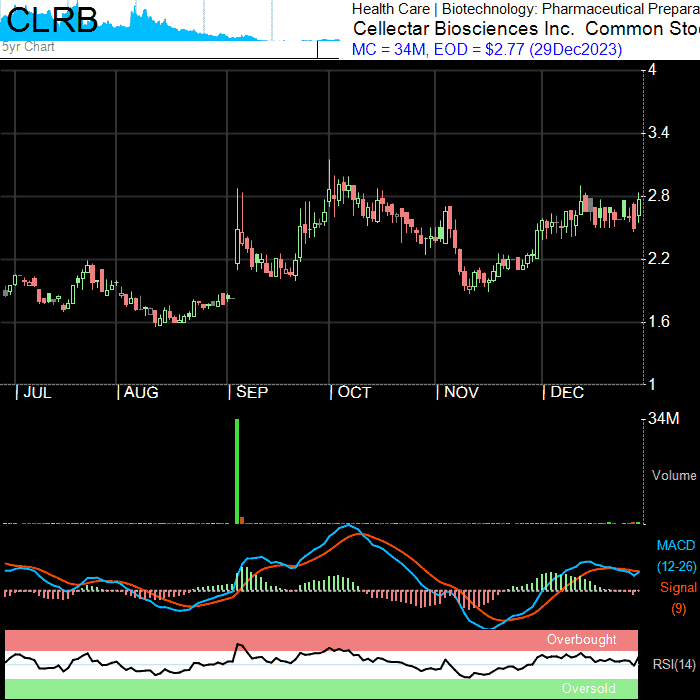 CLRB
5yr Chart
Health Care | Biotechnology: Pharmaceutical Prepara
Cellectar Biosciences Inc. Common Sto
MC = 34M, EOD = $2.77 (29Dec2023)
4
3.4
2.8
2.2
1.6
1
JUL AUG SEP OCT NOV DEC
34M
Volume
MACD
(12-26)
Signal
(9)
Overbought
RSI(14)
Oversold